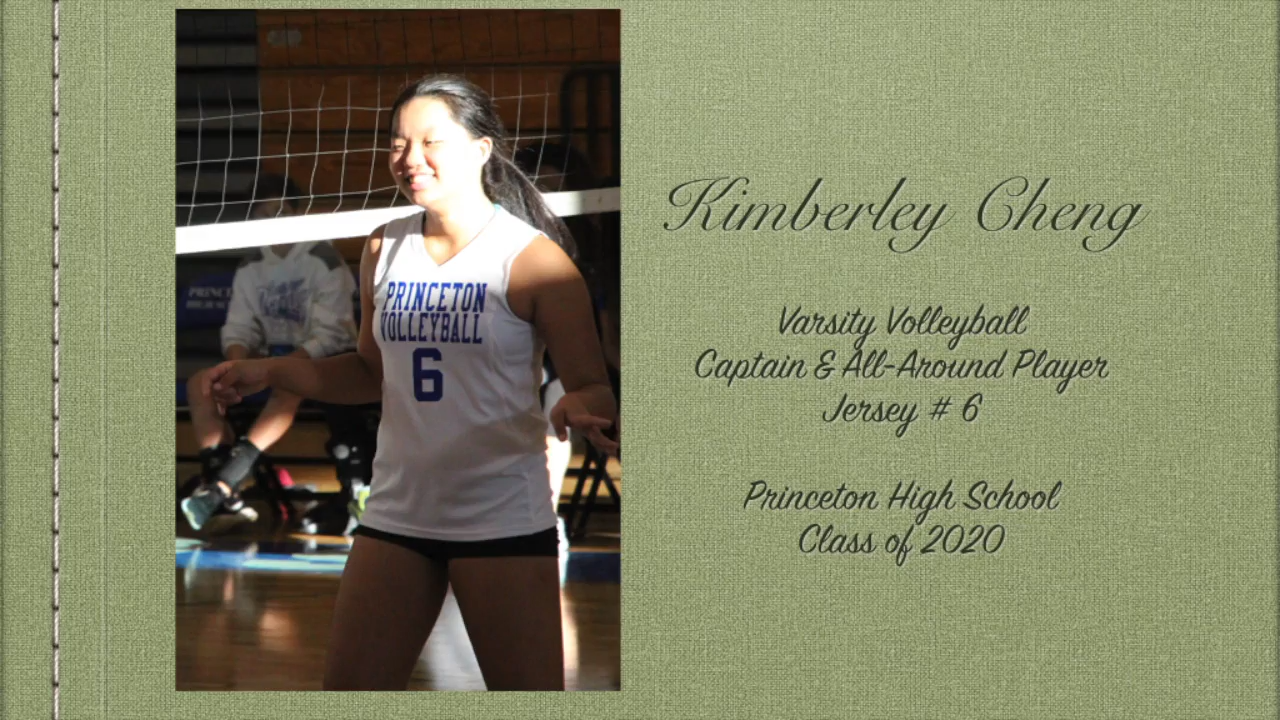 Kimberley Cheng
Varsity Volleyball
Captain & All-Around Player
Jersey # 6
Princeton High School
Class of 2020
PRINCETON
VOLLEYBALL
6